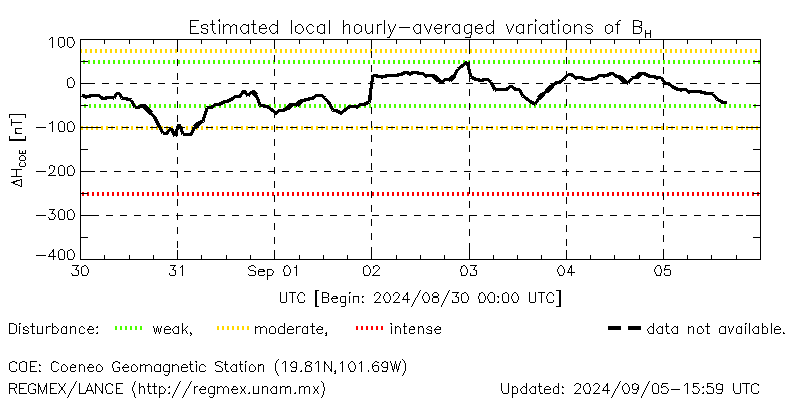 Estimated local hourly-averaged variations of BH
100
0
-100
-200
-300
-400
ΔHCOE [nT]
30 31 Sep 01 02 03 04 05
UTC [Begin: 2024/08/30 00:00 UTC]
Disturbance: weak, moderate, intense data not available.
COE: Coeneo Geomagnetic Station (19.81N,101.69W)
REGMEX/LANCE (http://regmex.unam.mx) Updated: 2024/09/05-15:59 UTC